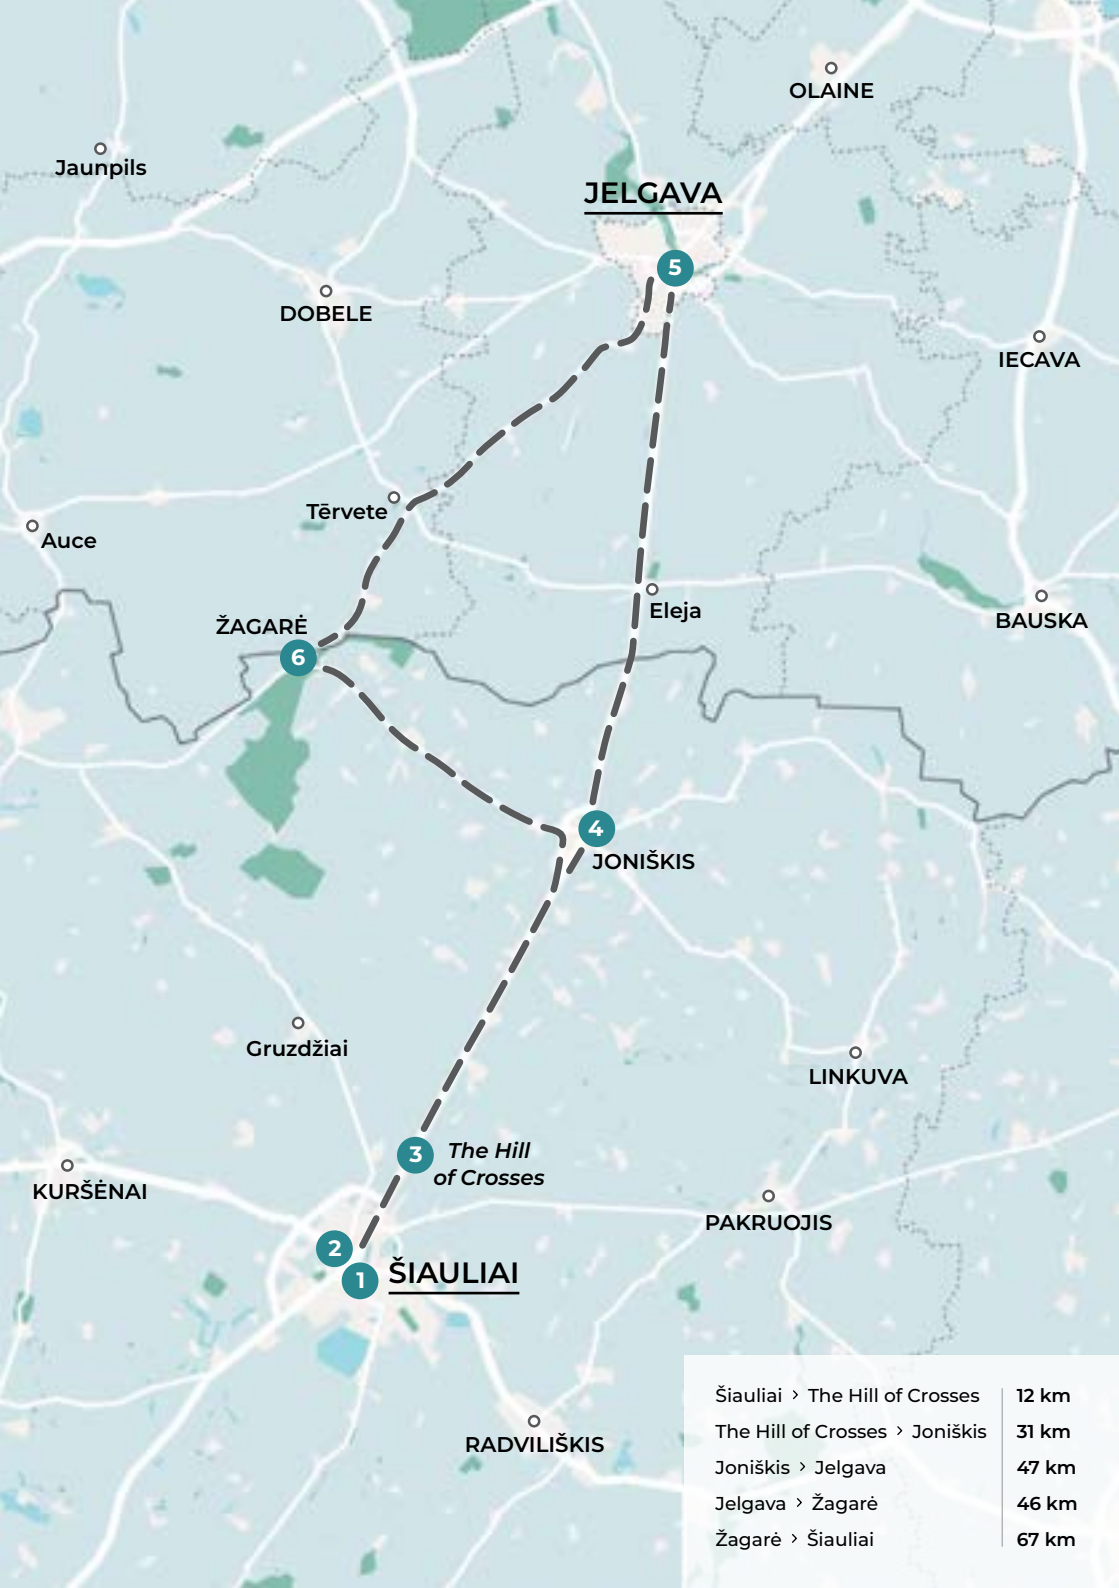 OLAINE
Jaunpils
JELGAVA
5
DOBELE
IECAVA
Tērvete
Auce
Eleja
BAUSKA
ŽAGARĖ
6
4
JONIŠKIS
Gruzdžiai
LINKUVA
3
The Hill
of Crosses
KURŠĖNAI
PAKRUOJIS
2
1
ŠIAULIAI
RADVILIŠKIS
Šiauliai › The Hill of Crosses 12 km
The Hill of Crosses › Joniškis 31 km
Joniškis › Jelgava 47 km
Jelgava › Žagarė 46 km
Žagarė › Šiauliai 67 km